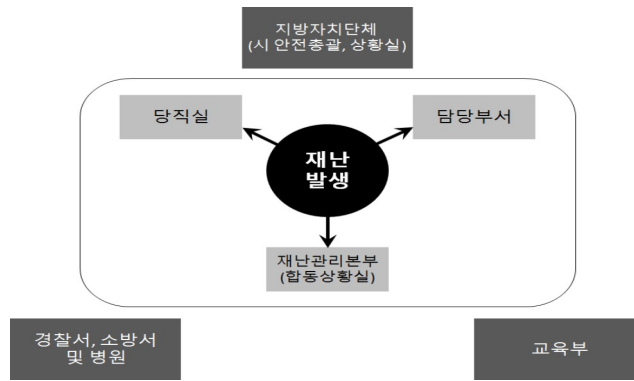 지방자치단체
(시 안전총괄, 상황실)
당직실
담당부서
재난
발생
재난관리본부
(합동상황실)
경찰서, 소방서
및 병원
교육부